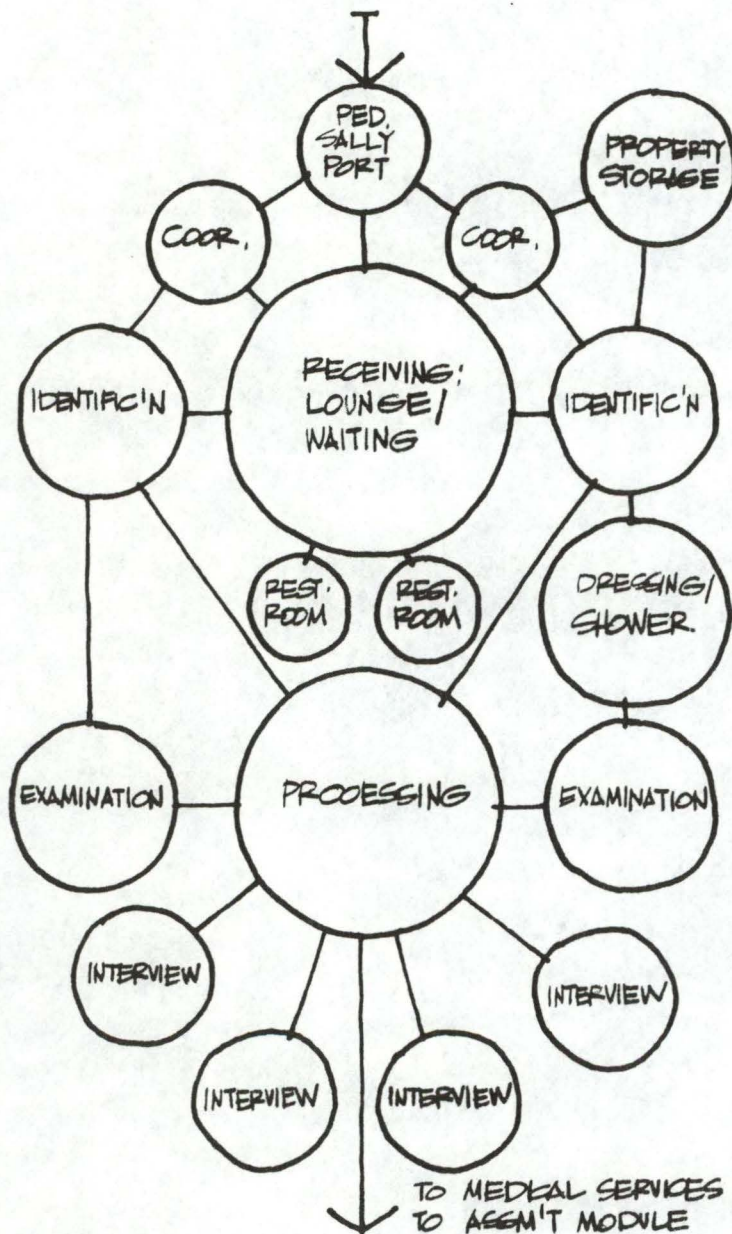 PED.
SALLY
PORT
PROPERTY
STORAGE
COOR.
COOR.
IDENTIFIC'N
RECEIVING:
LOUNGE/
WAITING
IDENTIFIC'N
REST.
ROOM
REST.
ROOM
DRESSING/
SHOWER.
EXAMINATION
PROCESSING
EXAMINATION
INTERVIEW
INTERVIEW
INTERVIEW
INTERVIEW
TO MEDICAL SERVICES
TO ASSM'T MODULE